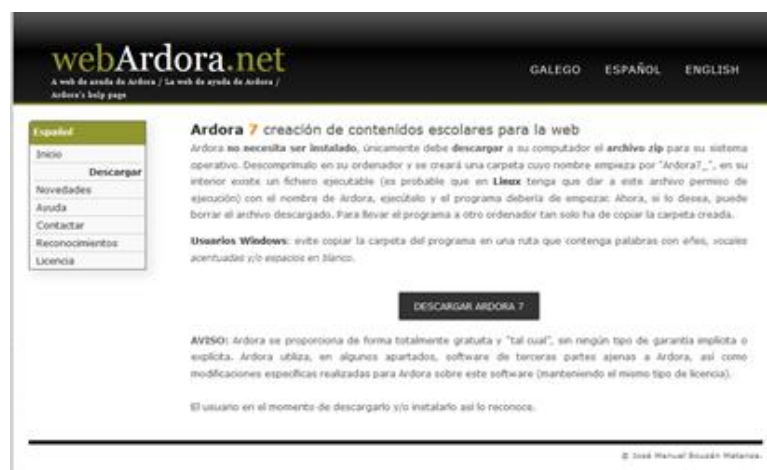 webArdora.net
A web de axuda de Ardora / La web de ayuda de Ardora /
Ardora's help page
GALEGO ESPAÑOL ENGLISH
Español
Inicio
Descargar
Novedades
Ayuda
Contactar
Reconocimientos
Licencia
Ardora 7 creación de contenidos escolares para la web
Ardora no necesita ser instalado, únicamente debe descargar a su computador el archivo zip para su sistema
operativo. Descomprímalo en su ordenador y se creará una carpeta cuyo nombre empieza por "Ardora7_", en su
interior existe un fichero ejecutable (es probable que en Linux tenga que dar a este archivo permiso de
ejecución) con el nombre de Ardora, ejecútelo y el programa debería de empezar. Ahora, si lo desea, puede
borrar el archivo descargado. Para llevar el programa a otro ordenador tan solo ha de copiar la carpeta creada.
Usuarios Windows: evite copiar la carpeta del programa en una ruta que contenga palabras con eñes, vocales
acentuadas y/o espacios en blanco.
DESCARGAR ARDORA 7
AVISO: Ardora se proporciona de forma totalmente gratuita y "tal cual", sin ningún tipo de garantía implícita o
explícita. Ardora utiliza, en algunos apartados, software de terceras partes ajenas a Ardora, así como
modificaciones específicas realizadas para Ardora sobre este software (manteniendo el mismo tipo de licencia).
El usuario en el momento de descargarlo y/o instalarlo así lo reconoce.
© José Manuel Bouzán Matanza.